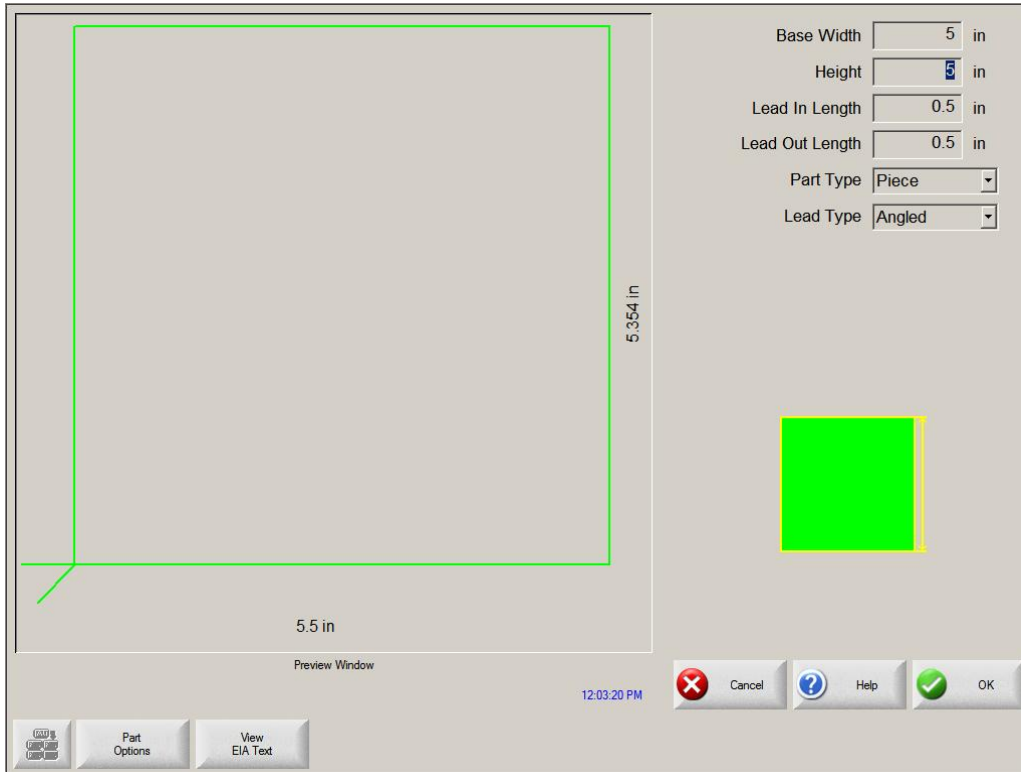 Base Width 5 in
Height 5 in
Lead In Length 0.5 in
Lead Out Length 0.5 in
Part Type Piece
Lead Type Angled
5.354 in
5.5 in
Preview Window
12:03:20 PM
Cancel
Help
OK
Part
Options
View
EIA Text